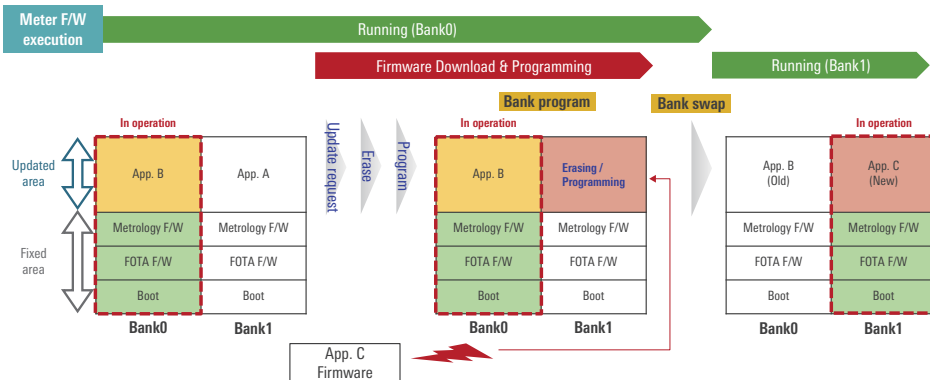 Meter F/W
execution
Running (Bank0)
Firmware Download & Programming
Running (Bank1)
Bank program
Bank swap
In operation
In operation
In operation
Updated
area
Fixed
area
App. B
App. A
Metrology F/W
Metrology F/W
FOTA F/W
FOTA F/W
Boot
Boot
Bank0
Bank1
Update request
Erase
Program
App. B
Erasing /
Programming
Metrology F/W
Metrology F/W
FOTA F/W
FOTA F/W
Boot
Boot
Bank0
Bank1
App. B
(Old)
App. C
(New)
Metrology F/W
Metrology F/W
FOTA F/W
FOTA F/W
Boot
Boot
Bank0
Bank1
App. C
Firmware